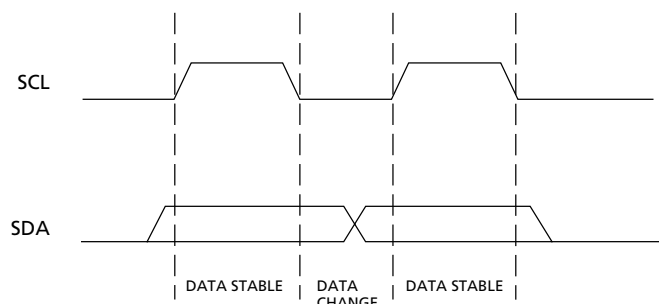 SCL
SDA
DATA STABLE
DATA
CHANGE
DATA STABLE